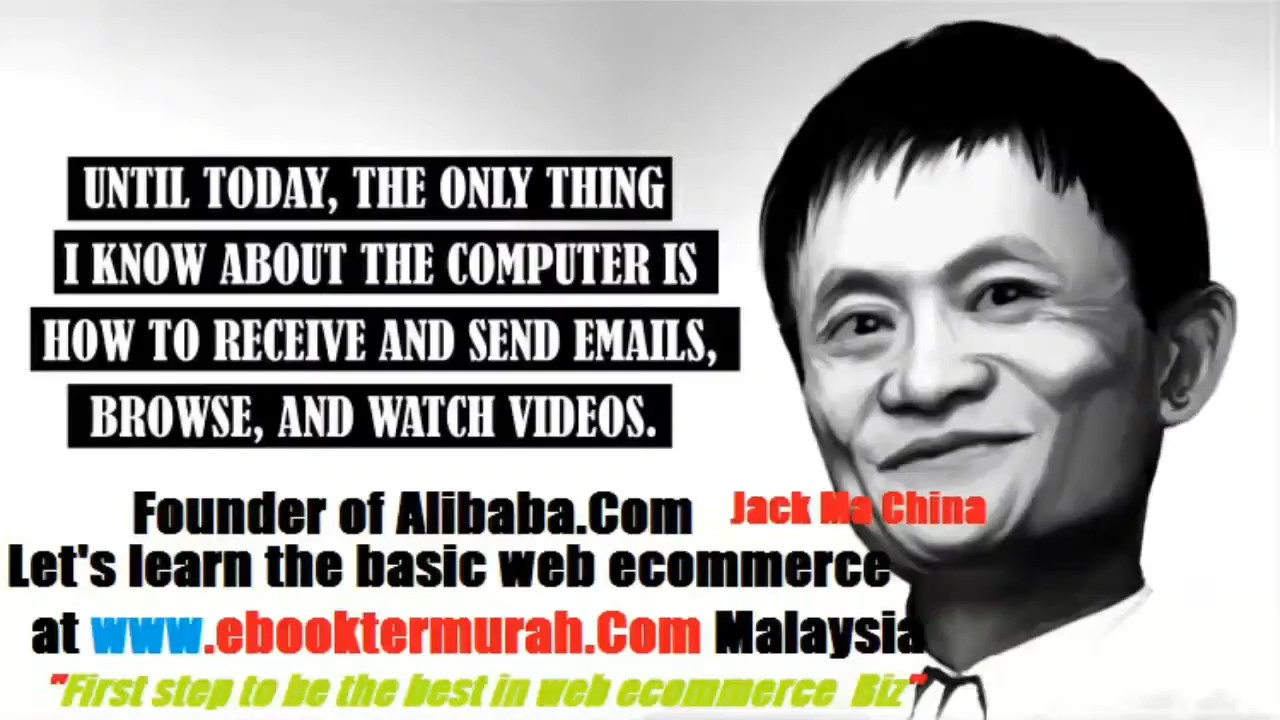 UNTIL TODAY, THE ONLY THING
I KNOW ABOUT THE COMPUTER IS
HOW TO RECEIVE AND SEND EMAILS,
BROWSE, AND WATCH VIDEOS.
Founder of Alibaba.Com Jack Ma China
Let's learn the basic web ecommerce
at www.ebooktermurah.Com Malaysia
"First step to be the best in web ecommerce Biz"